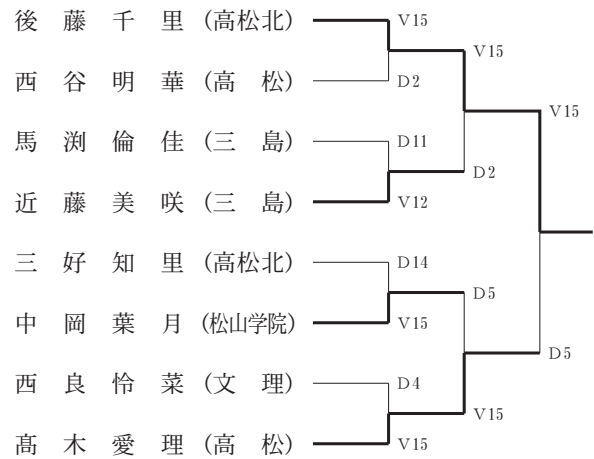 後藤千里 (高松北) V15
V15
西谷明華 (高松) D2
V15
馬渕倫佳 (三島) D11
D2
近藤美咲 (三島) V12
三好知里 (高松北) D14
D5
中岡葉月 (松山学院) V15
D5
西良怜菜 (文理) D4
V15
髙木愛理 (高松) V15